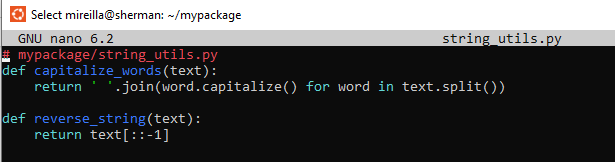 Select mireilla@sherman: ~/mypackage
GNU nano 6.2 string_utils.py
# mypackage/string_utils.py
def capitalize_words(text):
    return ' '.join(word.capitalize() for word in text.split())

def reverse_string(text):
    return text[::-1]